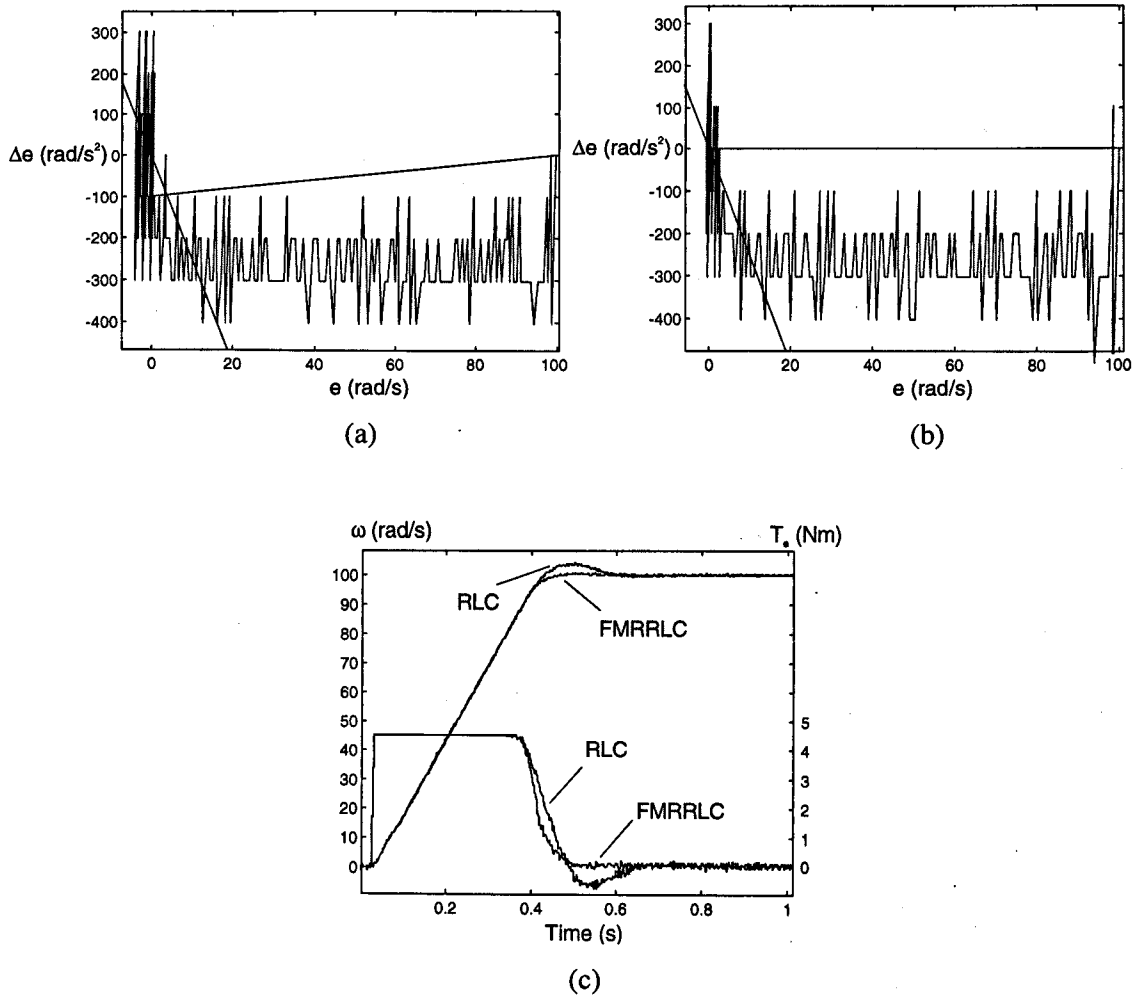 300
200
100
Δe (rad/s²) 0
-100
-200
-300
-400
0 20 40 60 80 100
e (rad/s)
(a)
300
200
100
Δe (rad/s²) 0
-100
-200
-300
-400
0 20 40 60 80 100
e (rad/s)
(b)
ω (rad/s) Tₑ (Nm)
100
90
80
70
60
50
40
30
20
10
0
RLC
FMRRLC
RLC
FMRRLC
5
4
3
2
1
0
0.2 0.4 0.6 0.8 1
Time (s)
(c)